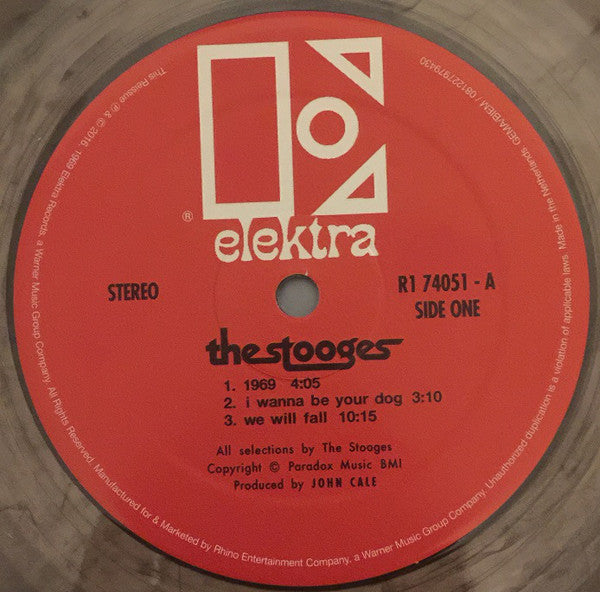 elektra
®
STEREO
R1 74051 - A
SIDE ONE
the stooges
1. 1969 4:05
2. i wanna be your dog 3:10
3. we will fall 10:15
All selections by The Stooges
Copyright © Paradox Music BMI
Produced by JOHN CALE
This Reissue ℗ & © 2016, 1969 Elektra Records, a Warner Music Group Company. All Rights Reserved. Manufactured for & Marketed by Rhino Entertainment Company, a Warner Music Group Company. Unauthorized duplication is a violation of applicable laws. Made in the Netherlands. GEMA/BIEM / 081227979430